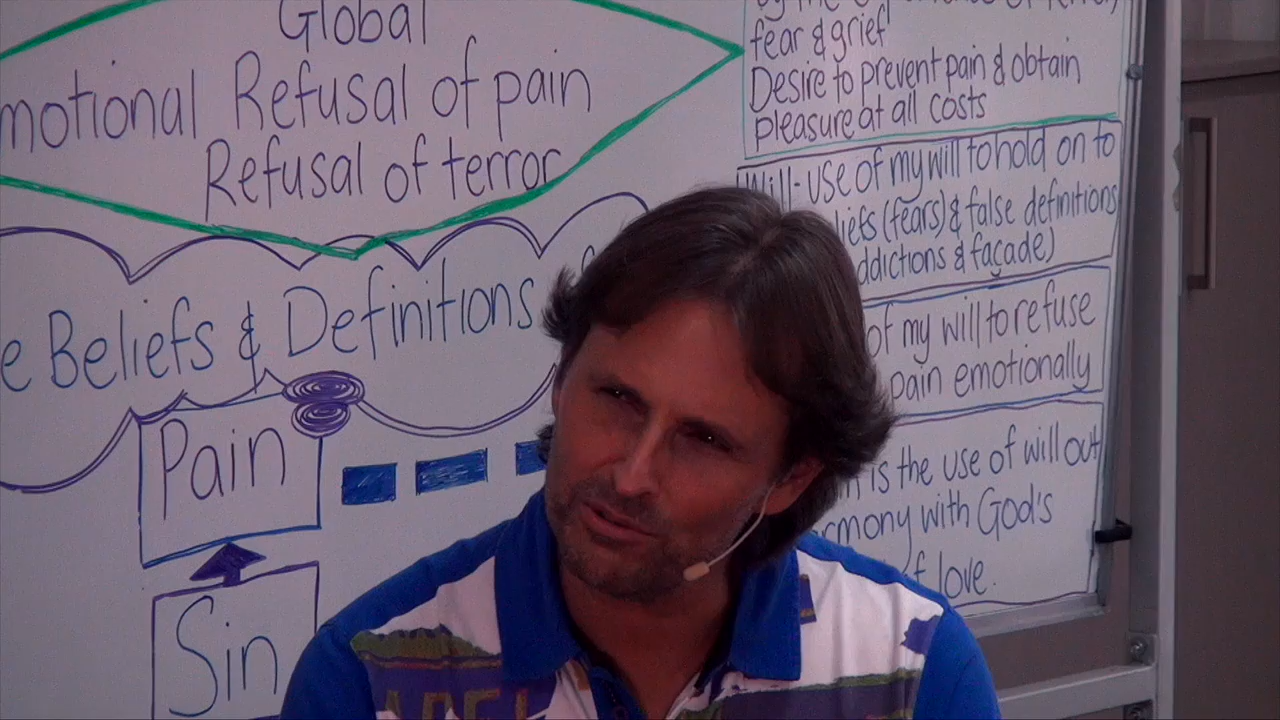 Global
motional Refusal of pain
Refusal of terror
e Beliefs & Definitions
Pain
Sin
fear & grief
Desire to prevent pain & obtain
pleasure at all costs
Will - use of my will to hold on to
liefs (fears) & false definitions
ddictions & façade)
of my will to refuse
pain emotionally
is the use of will out
rmony with God's
f love.